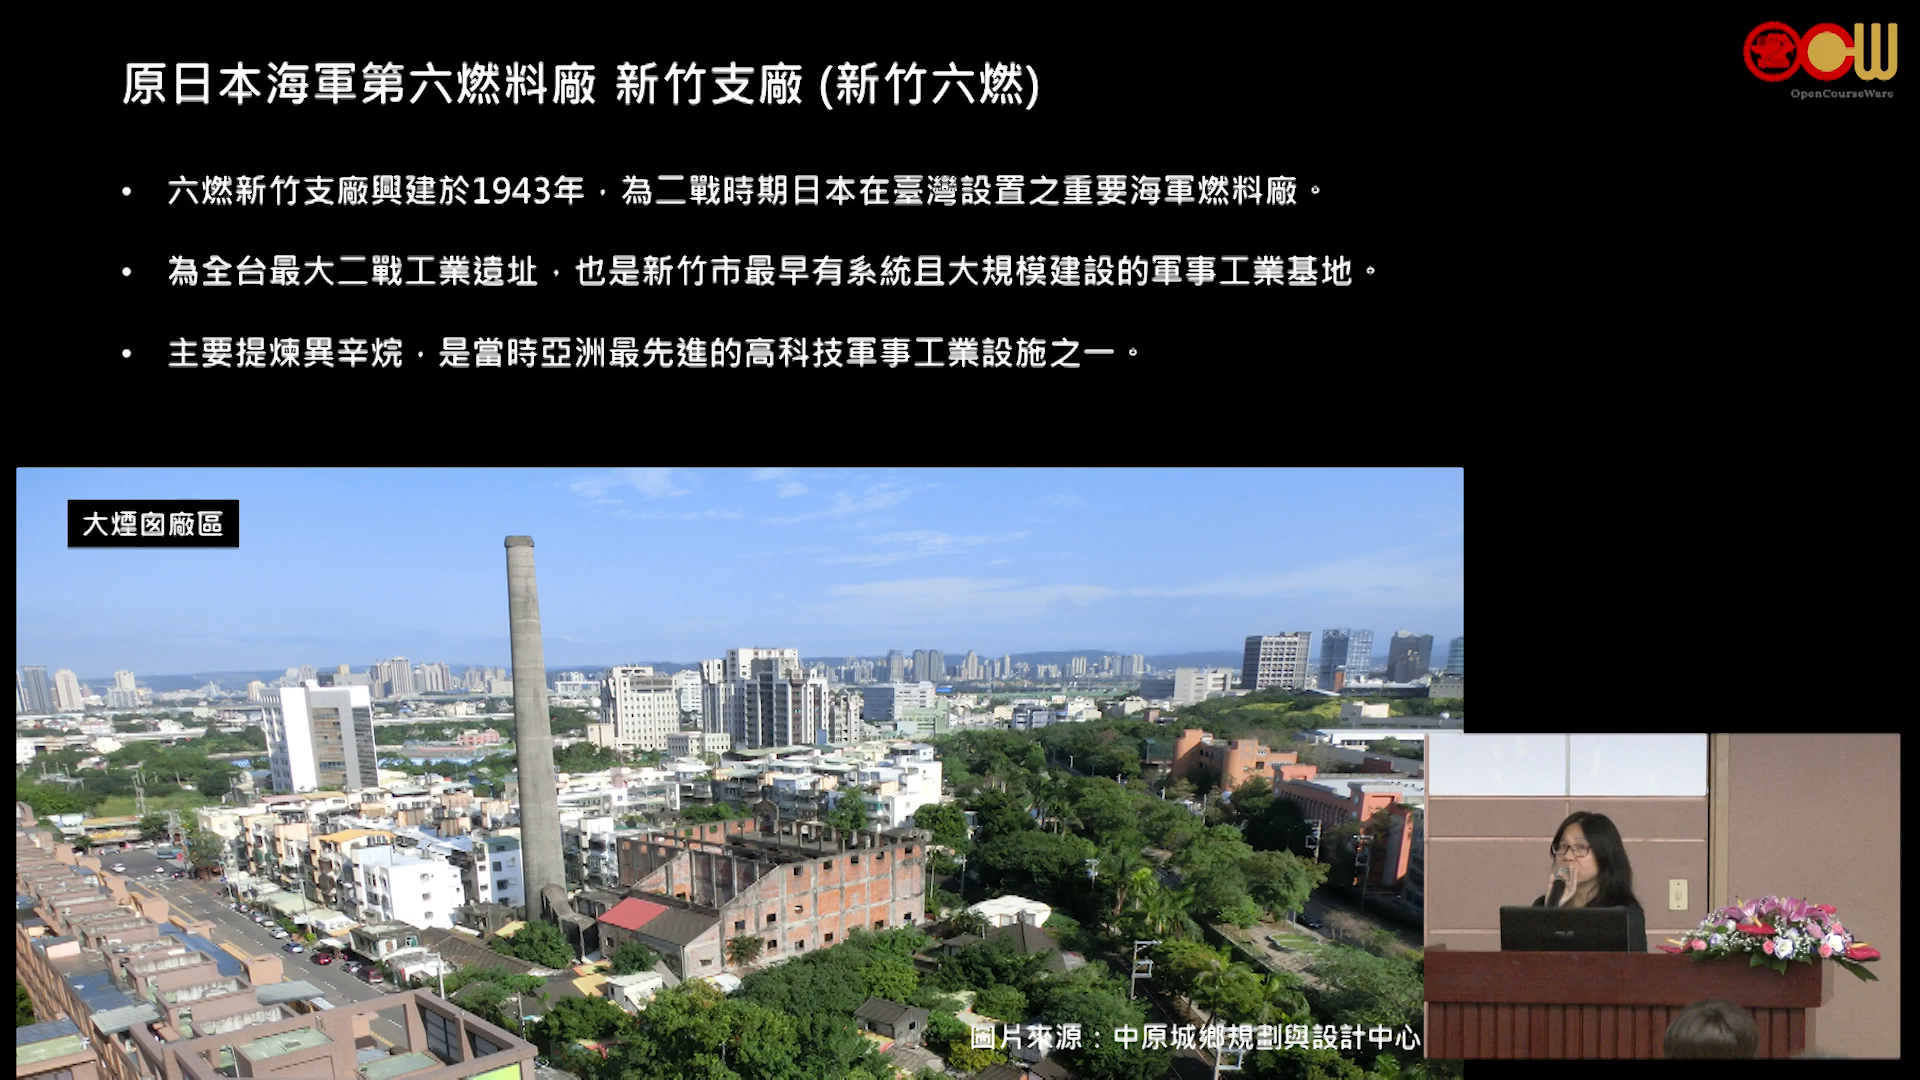 原日本海軍第六燃料廠 新竹支廠 (新竹六燃)
OpenCourseWare
• 六燃新竹支廠興建於1943年，為二戰時期日本在臺灣設置之重要海軍燃料廠。
• 為全台最大二戰工業遺址，也是新竹市最早有系統且大規模建設的軍事工業基地。
• 主要提煉異辛烷，是當時亞洲最先進的高科技軍事工業設施之一。
大煙囪廠區
圖片來源：中原城鄉規劃與設計中心